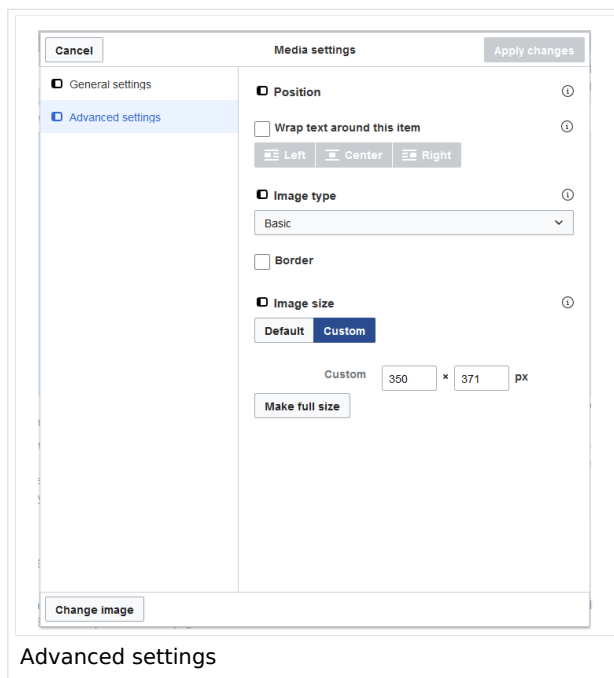 Cancel Media settings Apply changes
General settings
Advanced settings
Position
Wrap text around this item
Left Center Right
Image type
Basic
Border
Image size
Default Custom
Custom 350 × 371 px
Make full size
Change image
Advanced settings